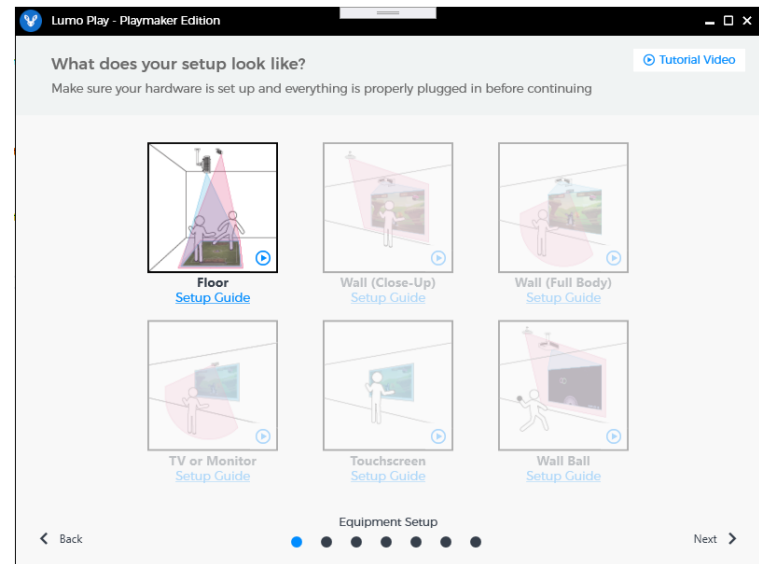 Lumo Play - Playmaker Edition
What does your setup look like?
Tutorial Video
Make sure your hardware is set up and everything is properly plugged in before continuing
Floor
Setup Guide
Wall (Close-Up)
Setup Guide
Wall (Full Body)
Setup Guide
TV or Monitor
Setup Guide
Touchscreen
Setup Guide
Wall Ball
Setup Guide
Equipment Setup
Back
Next